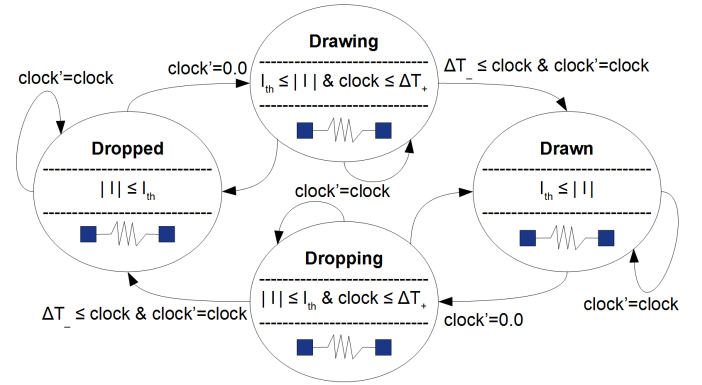 Drawing
I_th ≤ | I | & clock ≤ ΔT_+
clock’=0.0
ΔT_– ≤ clock & clock’=clock
clock’=clock
Dropped
| I | ≤ I_th
Drawn
I_th ≤ | I |
clock’=clock
Dropping
| I | ≤ I_th & clock ≤ ΔT_+
ΔT_– ≤ clock & clock’=clock
clock’=0.0
clock’=clock